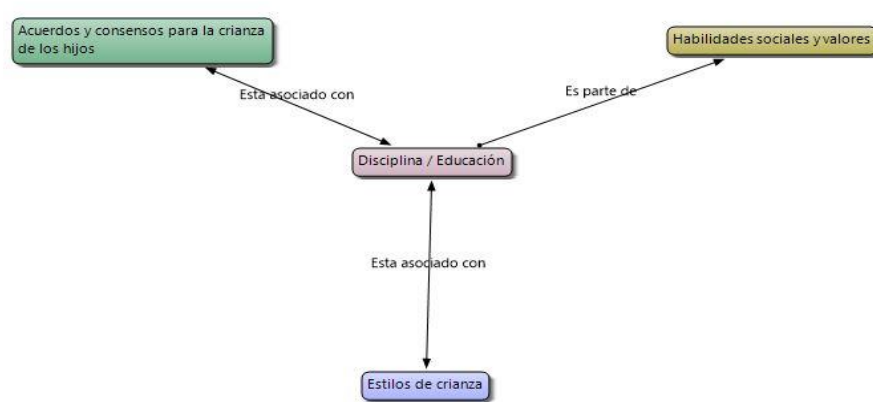 Acuerdos y consensos para la crianza
de los hijos
Habilidades sociales y valores
Esta asociado con
Es parte de
Disciplina / Educación
Esta asociado con
Estilos de crianza